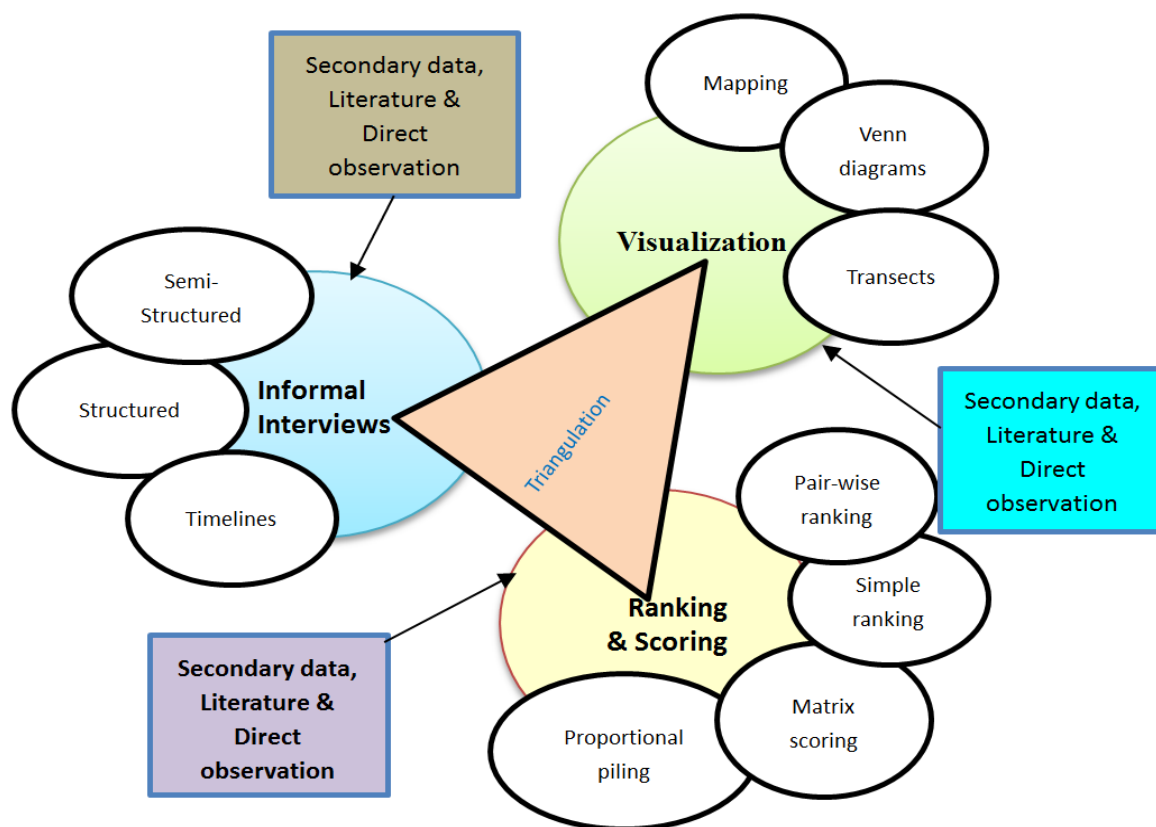 Secondary data,
Literature &
Direct
observation
Mapping
Venn
diagrams
Visualization
Transects
Semi-
Structured
Structured
Informal
Interviews
Timelines
Triangulation
Secondary data,
Literature &
Direct
observation
Pair-wise
ranking
Simple
ranking
Ranking
& Scoring
Matrix
scoring
Proportional
piling
Secondary data,
Literature &
Direct
observation